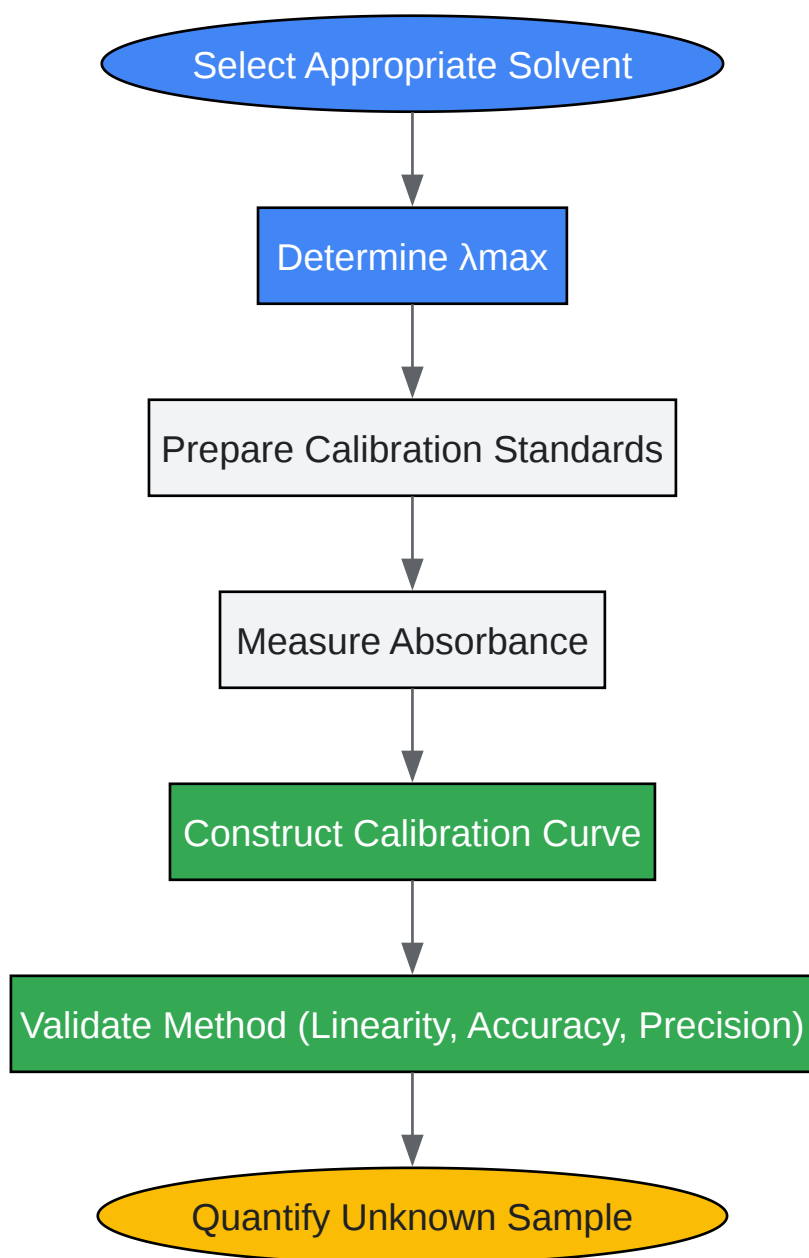 Select Appropriate Solvent
Determine λmax
Prepare Calibration Standards
Measure Absorbance
Construct Calibration Curve
Validate Method (Linearity, Accuracy, Precision)
Quantify Unknown Sample